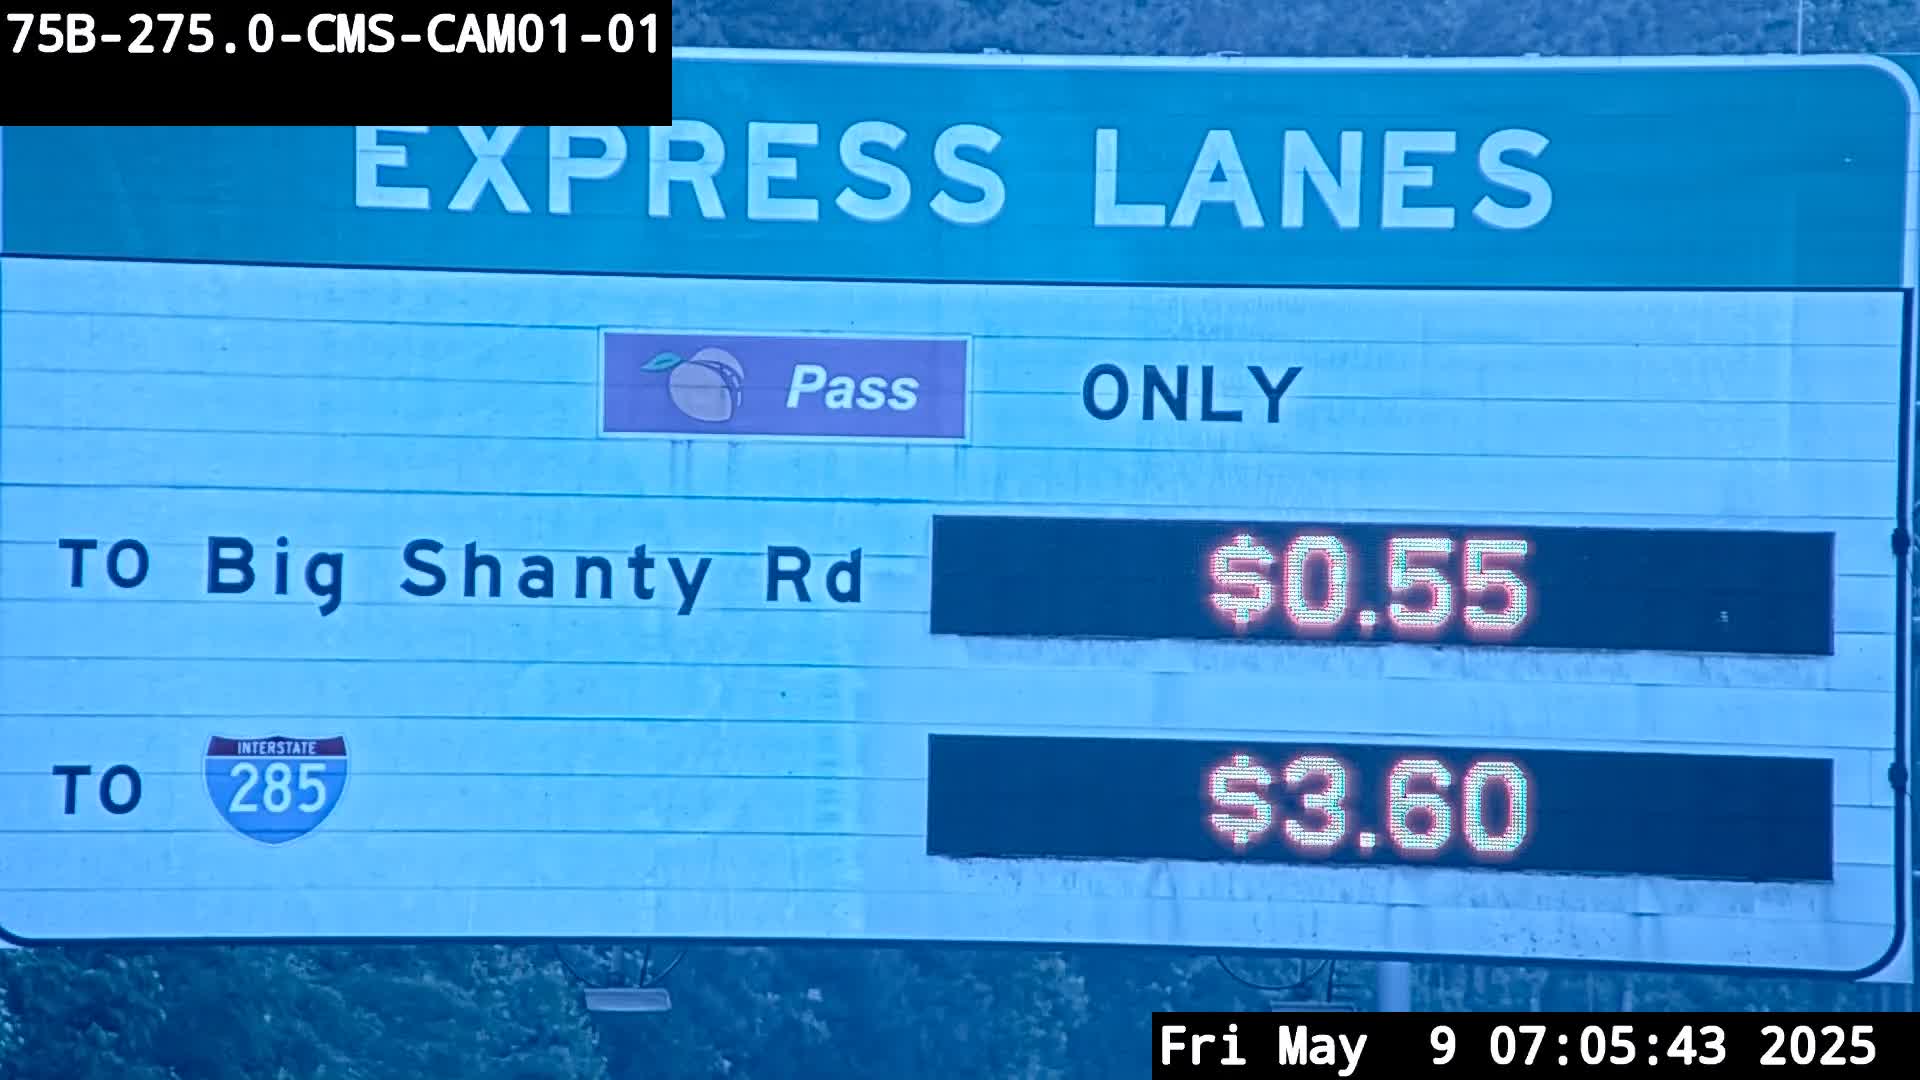 75B-275.0-CMS-CAM01-01
EXPRESS LANES
Pass ONLY
TO Big Shanty Rd $0.55
TO INTERSTATE 285 $3.60
Fri May 9 07:05:43 2025